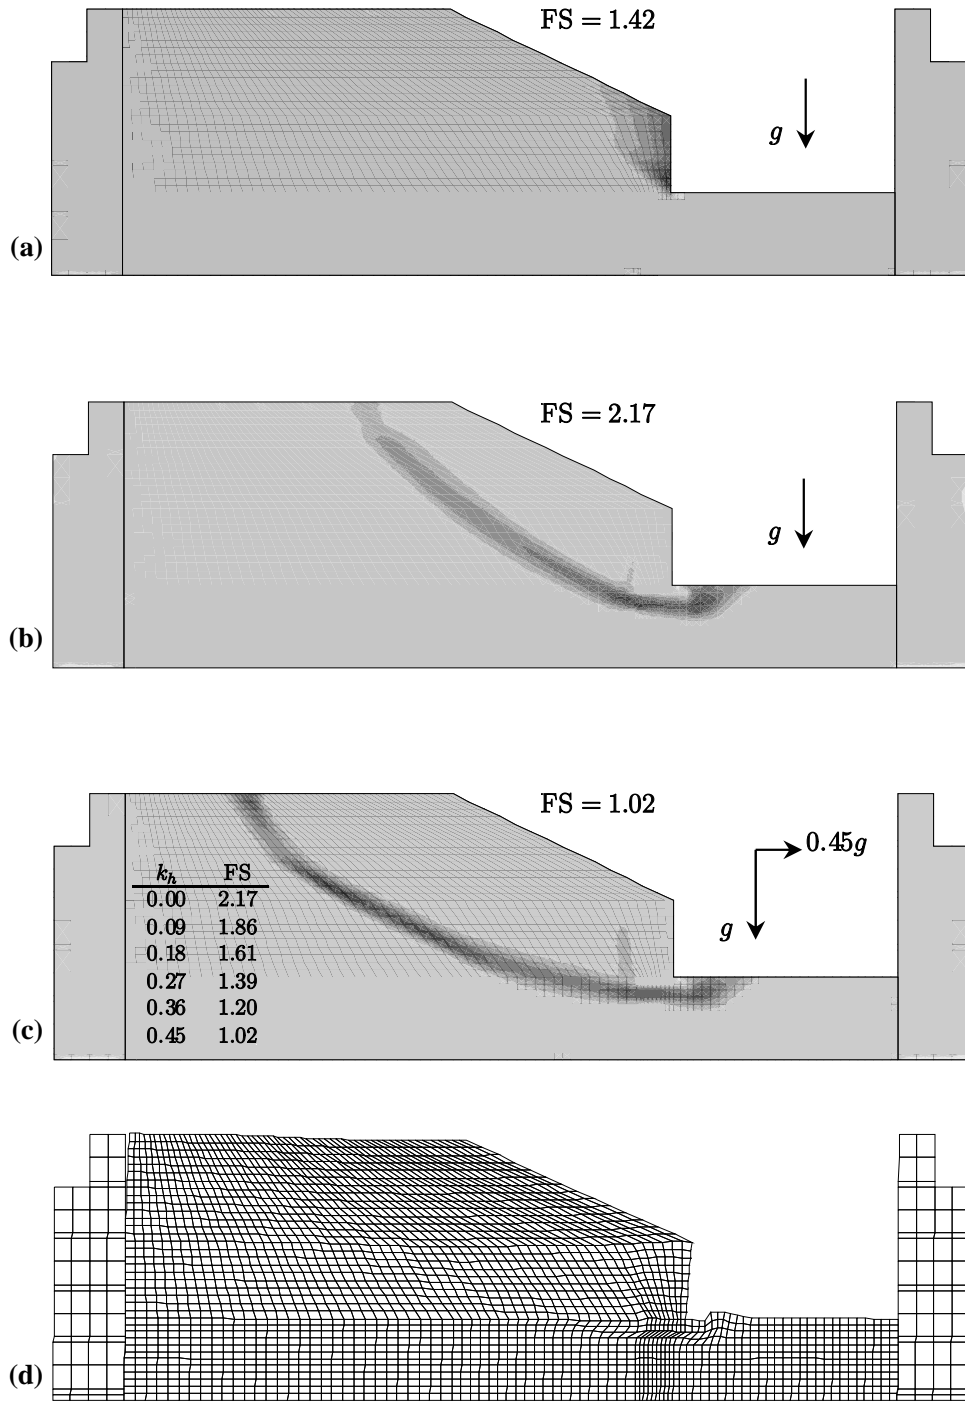 FS = 1.42
g
(a)
FS = 2.17
g
(b)
FS = 1.02
0.45g
g
k_h FS
0.00 2.17
0.09 1.86
0.18 1.61
0.27 1.39
0.36 1.20
0.45 1.02
(c)
(d)